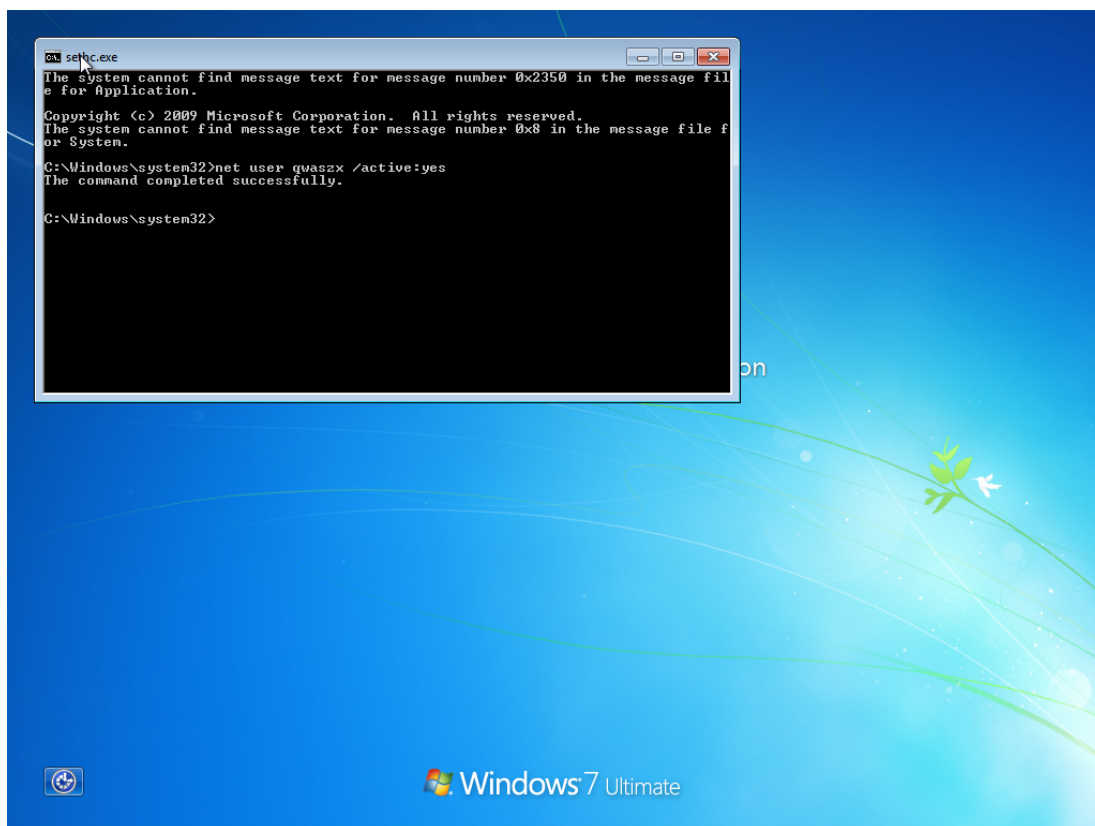 sethc.exe
The system cannot find message text for message number 0x2350 in the message fil
e for Application.
Copyright (c) 2009 Microsoft Corporation.  All rights reserved.
The system cannot find message text for message number 0x8 in the message file f
or System.
C:\Windows\system32>net user qwaszx /active:yes
The command completed successfully.
C:\Windows\system32>
on
Windows 7 Ultimate